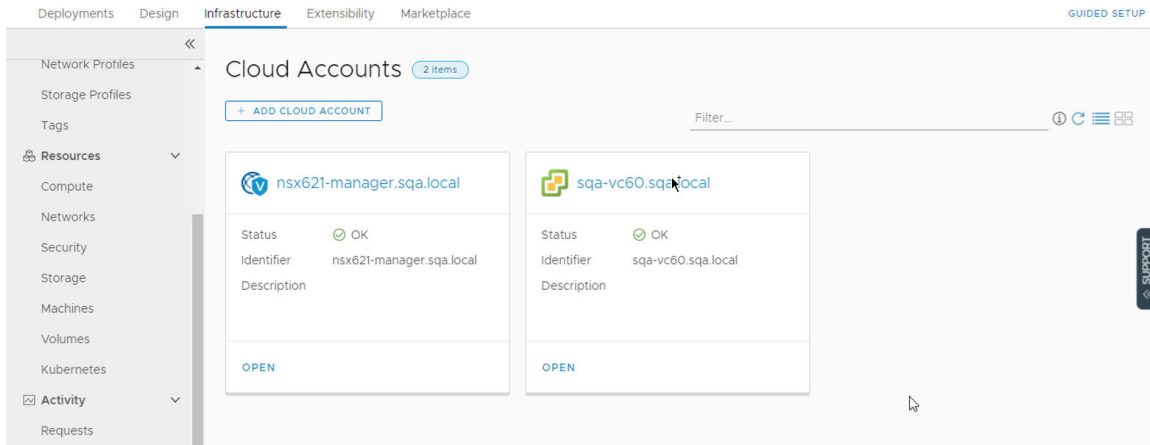 Deployments Design Infrastructure Extensibility Marketplace GUIDED SETUP
Network Profiles
Storage Profiles
Tags
Resources
Compute
Networks
Security
Storage
Machines
Volumes
Kubernetes
Activity
Requests
Cloud Accounts 2 items
+ ADD CLOUD ACCOUNT
Filter...
nsx621-manager.sqa.local
Status OK
Identifier nsx621-manager.sqa.local
Description
OPEN
sqa-vc60.sqa.local
Status OK
Identifier sqa-vc60.sqa.local
Description
OPEN
SUPPORT